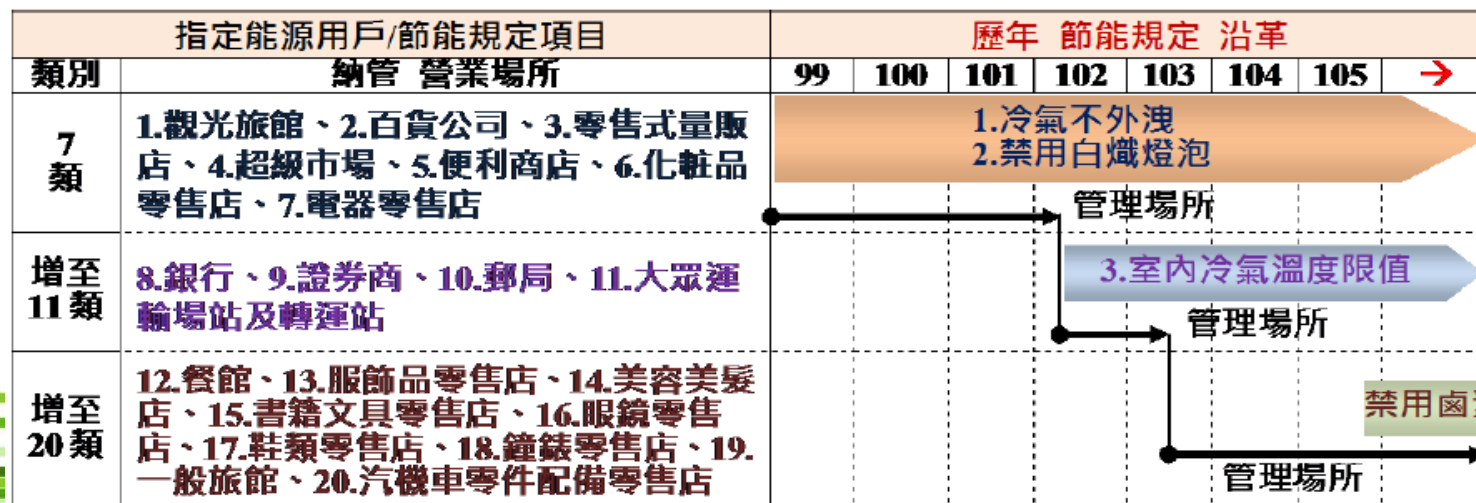 指定能源用戶/節能規定項目
歷年 節能規定 沿革
類別
納管 營業場所
99 100 101 102 103 104 105 →
7
類
1.觀光旅館、2.百貨公司、3.零售式量販
店、4.超級市場、5.便利商店、6.化粧品
零售店、7.電器零售店
1.冷氣不外洩
2.禁用白熾燈泡
管理場所
增至
11 類
8.銀行、9.證券商、10.郵局、11.大眾運
輸場站及轉運站
3.室內冷氣溫度限值
管理場所
增至
20 類
12.餐館、13.服飾品零售店、14.美容美髮
店、15.書籍文具零售店、16.眼鏡零售
店、17.鞋類零售店、18.鐘錶零售店、19.
一般旅館、20.汽機車零件配備零售店
禁用鹵
管理場所